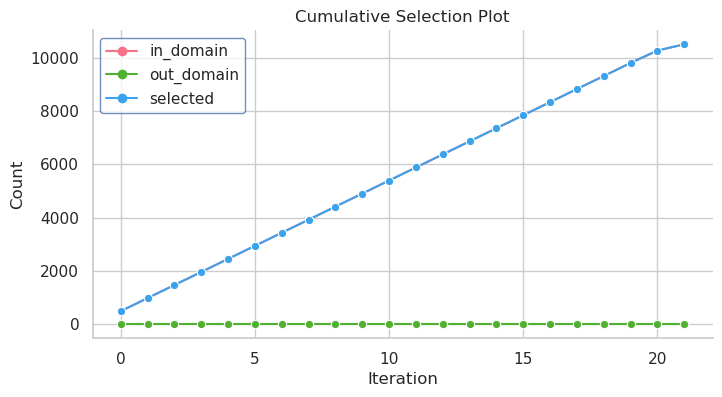 Cumulative Selection Plot
in_domain
out_domain
selected
10000
8000
6000
4000
2000
0
Count
0 5 10 15 20
Iteration